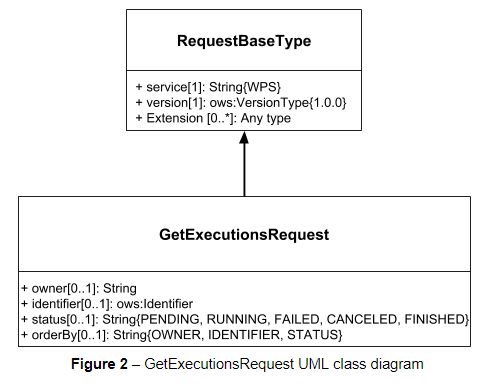 RequestBaseType
+ service[1]: String{WPS}
+ version[1]: ows:VersionType{1.0.0}
+ Extension [0..*]: Any type
GetExecutionsRequest
+ owner[0..1]: String
+ identifier[0..1]: ows:Identifier
+ status[0..1]: String{PENDING, RUNNING, FAILED, CANCELED, FINISHED}
+ orderBy[0..1]: String{OWNER, IDENTIFIER, STATUS}
Figure 2 – GetExecutionsRequest UML class diagram